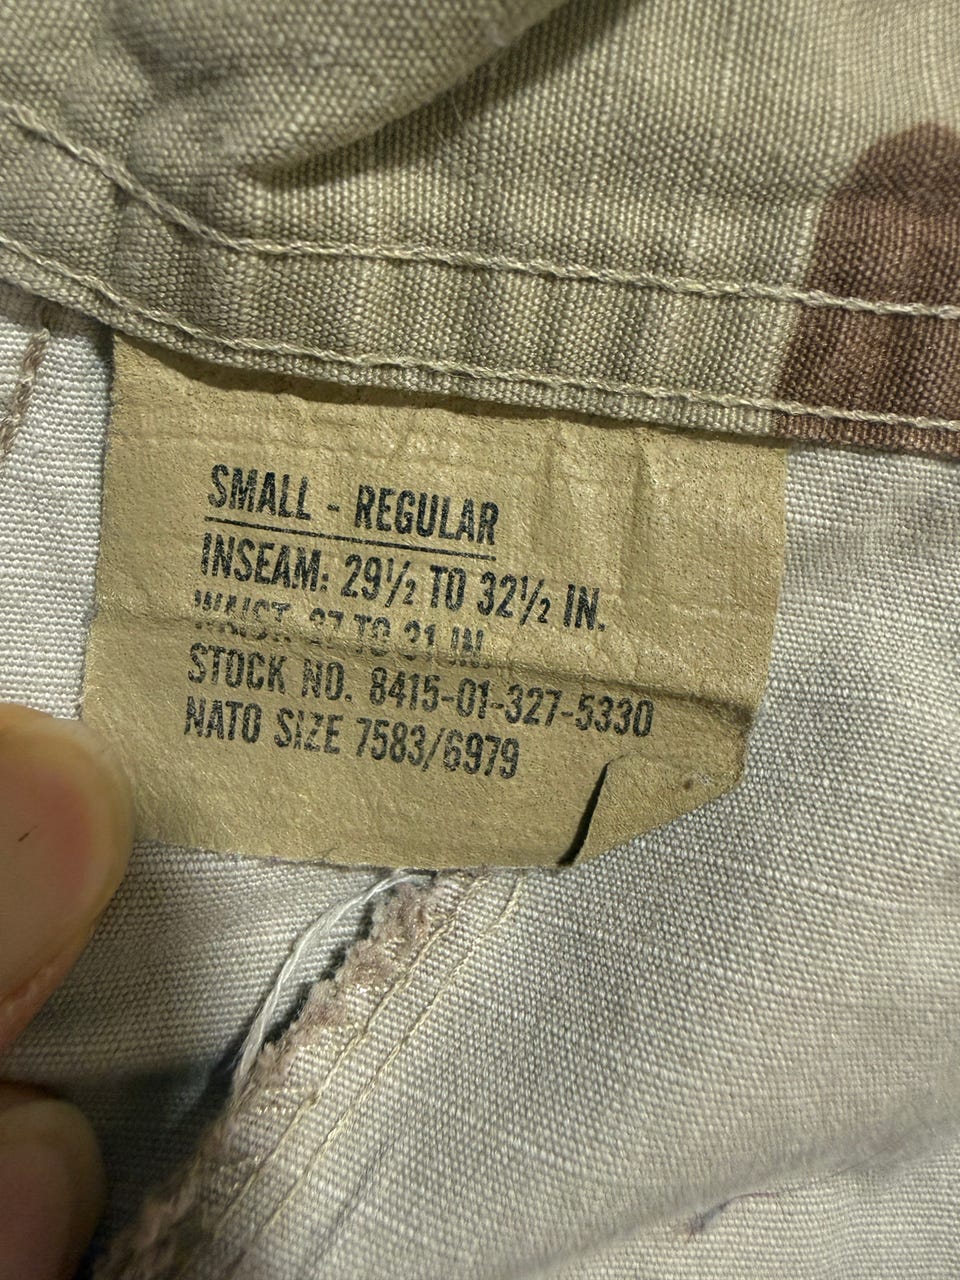 SMALL - REGULAR
INSEAM: 29½ TO 32½ IN.
WAIST: 27 TO 31 IN.
STOCK NO. 8415-01-327-5330
NATO SIZE 7583/6979